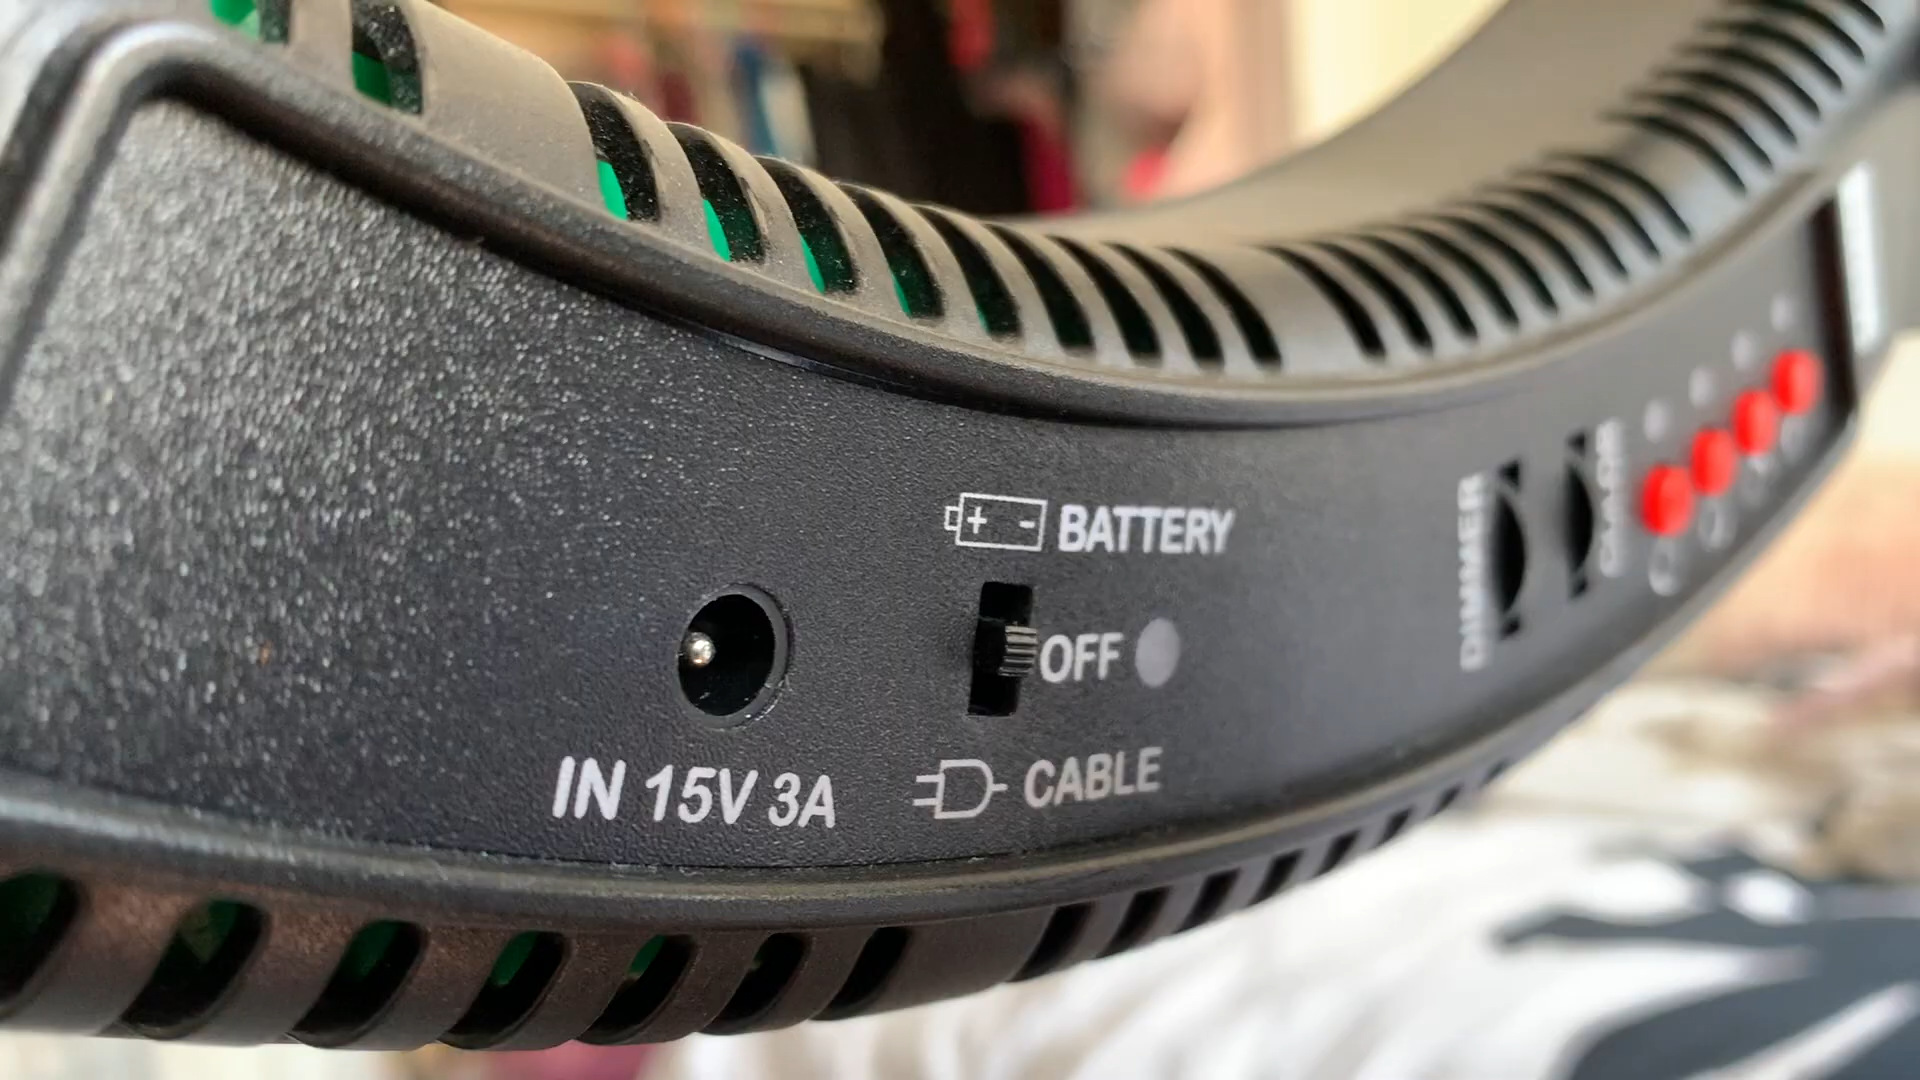 BATTERY
OFF
IN 15V 3A
CABLE
DIMMER